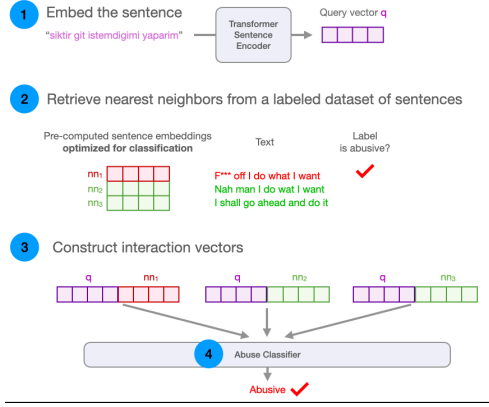 1 Embed the sentence
"siktir git istemdigimi yaparim"
Transformer
Sentence
Encoder
Query vector q
2 Retrieve nearest neighbors from a labeled dataset of sentences
Pre-computed sentence embeddings
optimized for classification
Text
Label
is abusive?
nn1 F*** off I do what I want
nn2 Nah man I do wat I want
nn3 I shall go ahead and do it
3 Construct interaction vectors
q nn1 q nn2 q nn3
4 Abuse Classifier
Abusive